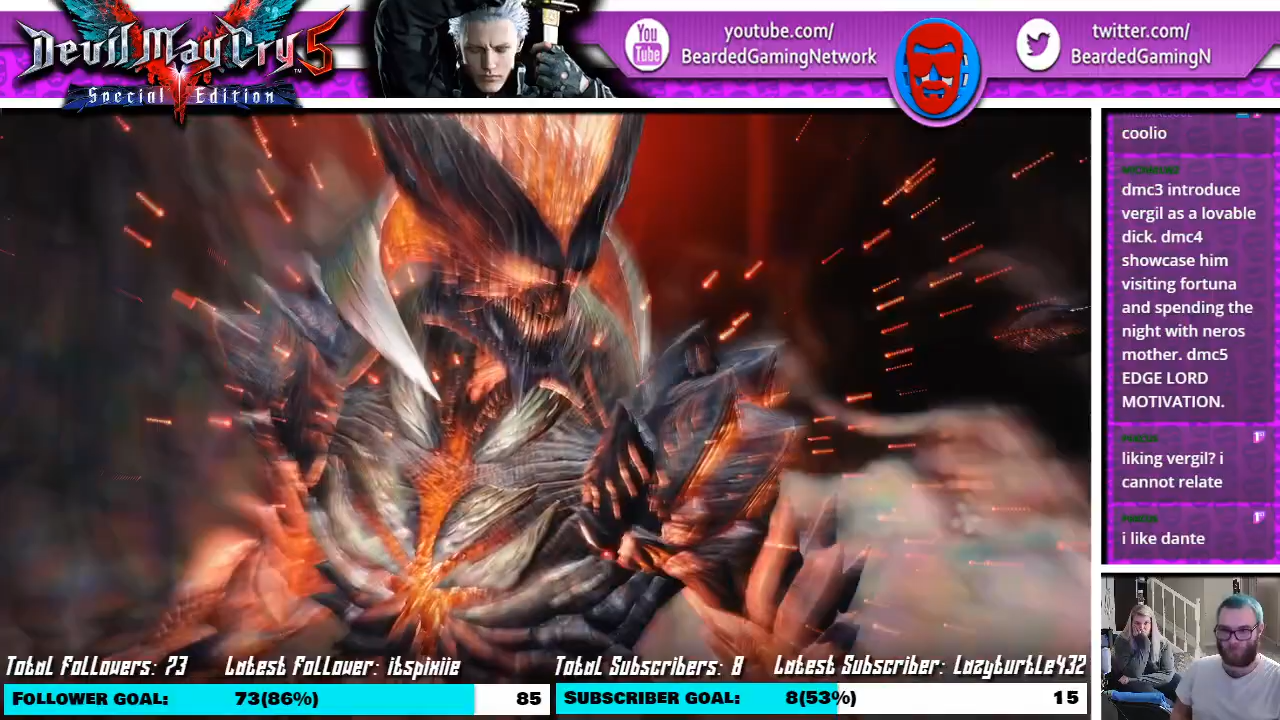 Devil May Cry 5
Special Edition
You
Tube
youtube.com/
BeardedGamingNetwork
twitter.com/
BeardedGamingN
coolio
dmc3 introduce
vergil as a lovable
dick. dmc4
showcase him
visiting fortuna
and spending the
night with neros
mother. dmc5
EDGE LORD
MOTIVATION.
liking vergil? i
cannot relate
i like dante
Total Followers: 73 Latest Follower: itspixiie Total Subscribers: 8 Latest Subscriber: Lazyturtle432
FOLLOWER GOAL: 73(86%) 85 SUBSCRIBER GOAL: 8(53%) 15